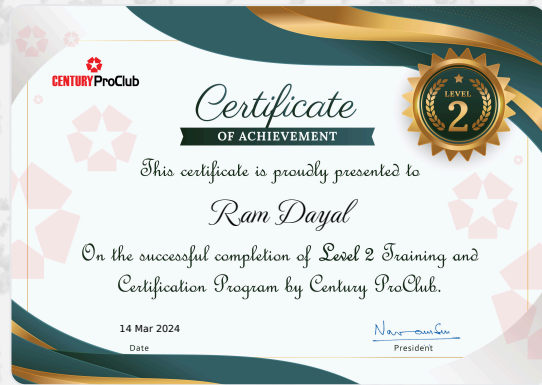 CENTURY ProClub
Certificate
OF ACHIEVEMENT
LEVEL
2
This certificate is proudly presented to
Ram Dayal
On the successful completion of Level 2 Training and
Certification Program by Century ProClub.
14 Mar 2024
Date
President